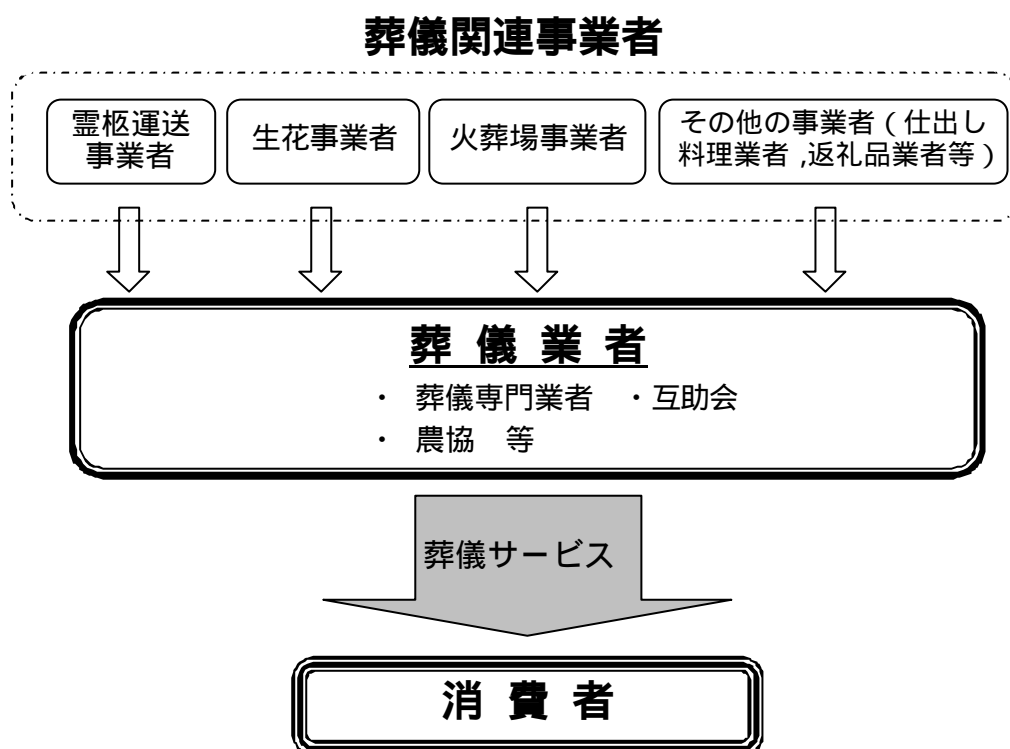 葬儀関連事業者
霊柩運送
事業者
生花事業者
火葬場事業者
その他の事業者（仕出し
料理業者,返礼品業者等）
葬 儀 業 者
・ 葬儀専門業者 ・互助会
・ 農協 等
葬儀サービス
消 費 者